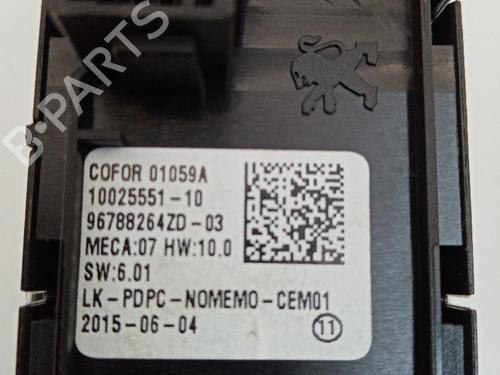 B-PARTS
COFOR 01059A
10025551-10
96788264ZD-03
MECA:07 HW:10.0
SW:6.01
LK-PDPC-NOMEMO-CEM01
2015-06-04
11